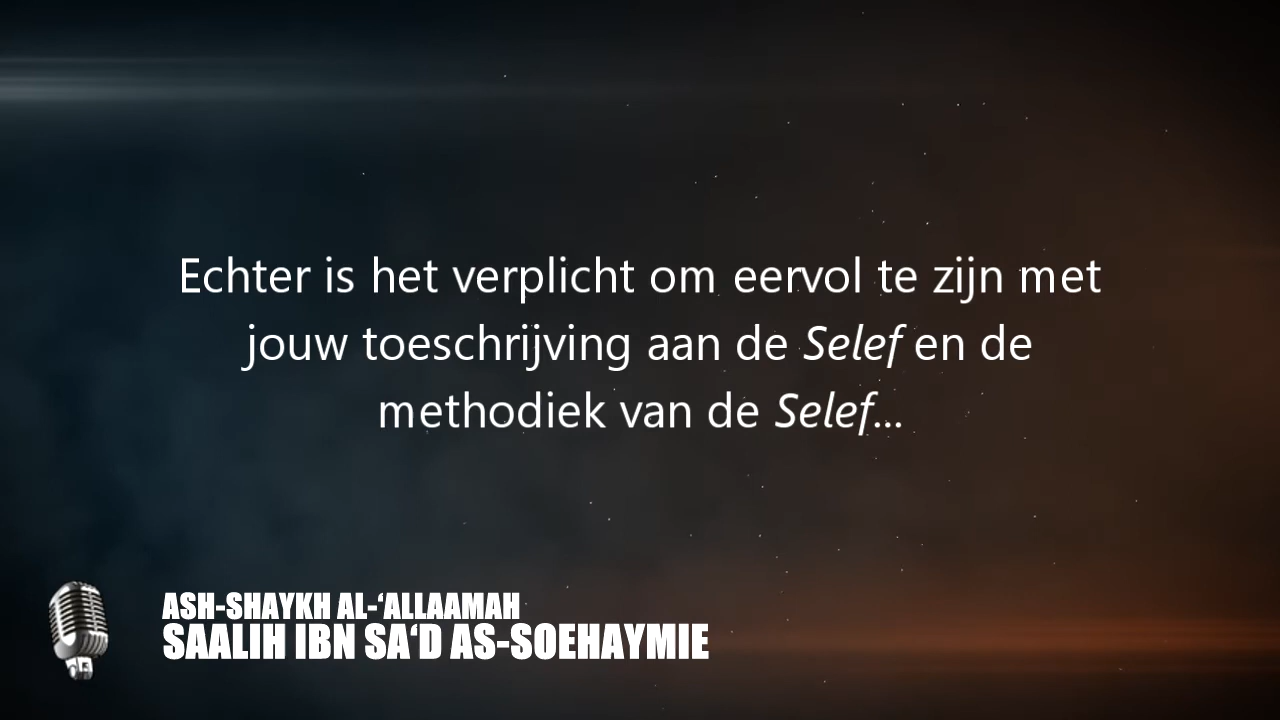 Echter is het verplicht om eervol te zijn met
jouw toeschrijving aan de Selef en de
methodiek van de Selef...
ASH-SHAYKH AL-‘ALLAAMAH
SAALIH IBN SA‘D AS-SOEHAYMIE